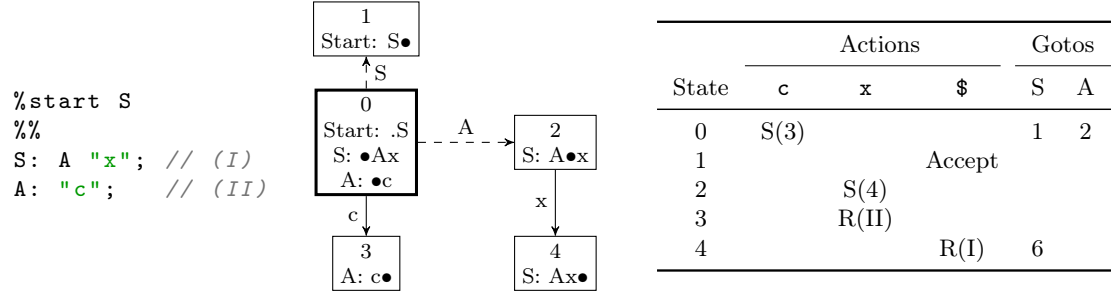 %start S
%%
S: A "x"; // (I)
A: "c"; // (II)
1
Start: S●
S
0
Start: .S
S: ●Ax
A: ●c
A
2
S: A●x
c
x
3
A: c●
4
S: Ax●
Actions Gotos
State c x $ S A
0 S(3) 1 2
1 Accept
2 S(4)
3 R(II)
4 R(I) 6